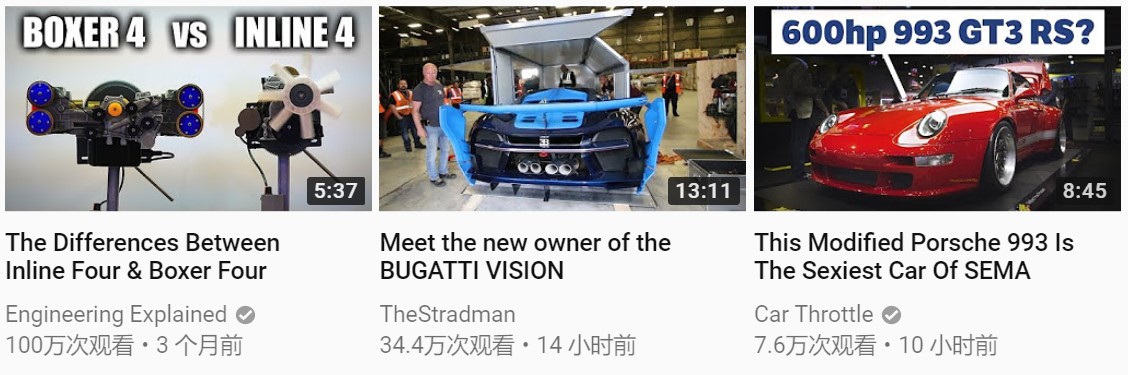 BOXER 4 vs INLINE 4
5:37
13:11
600hp 993 GT3 RS?
8:45
The Differences Between
Inline Four & Boxer Four
Engineering Explained
100万次观看 • 3 个月前
Meet the new owner of the
BUGATTI VISION
TheStradman
34.4万次观看 • 14 小时前
This Modified Porsche 993 Is
The Sexiest Car Of SEMA
Car Throttle
7.6万次观看 • 10 小时前